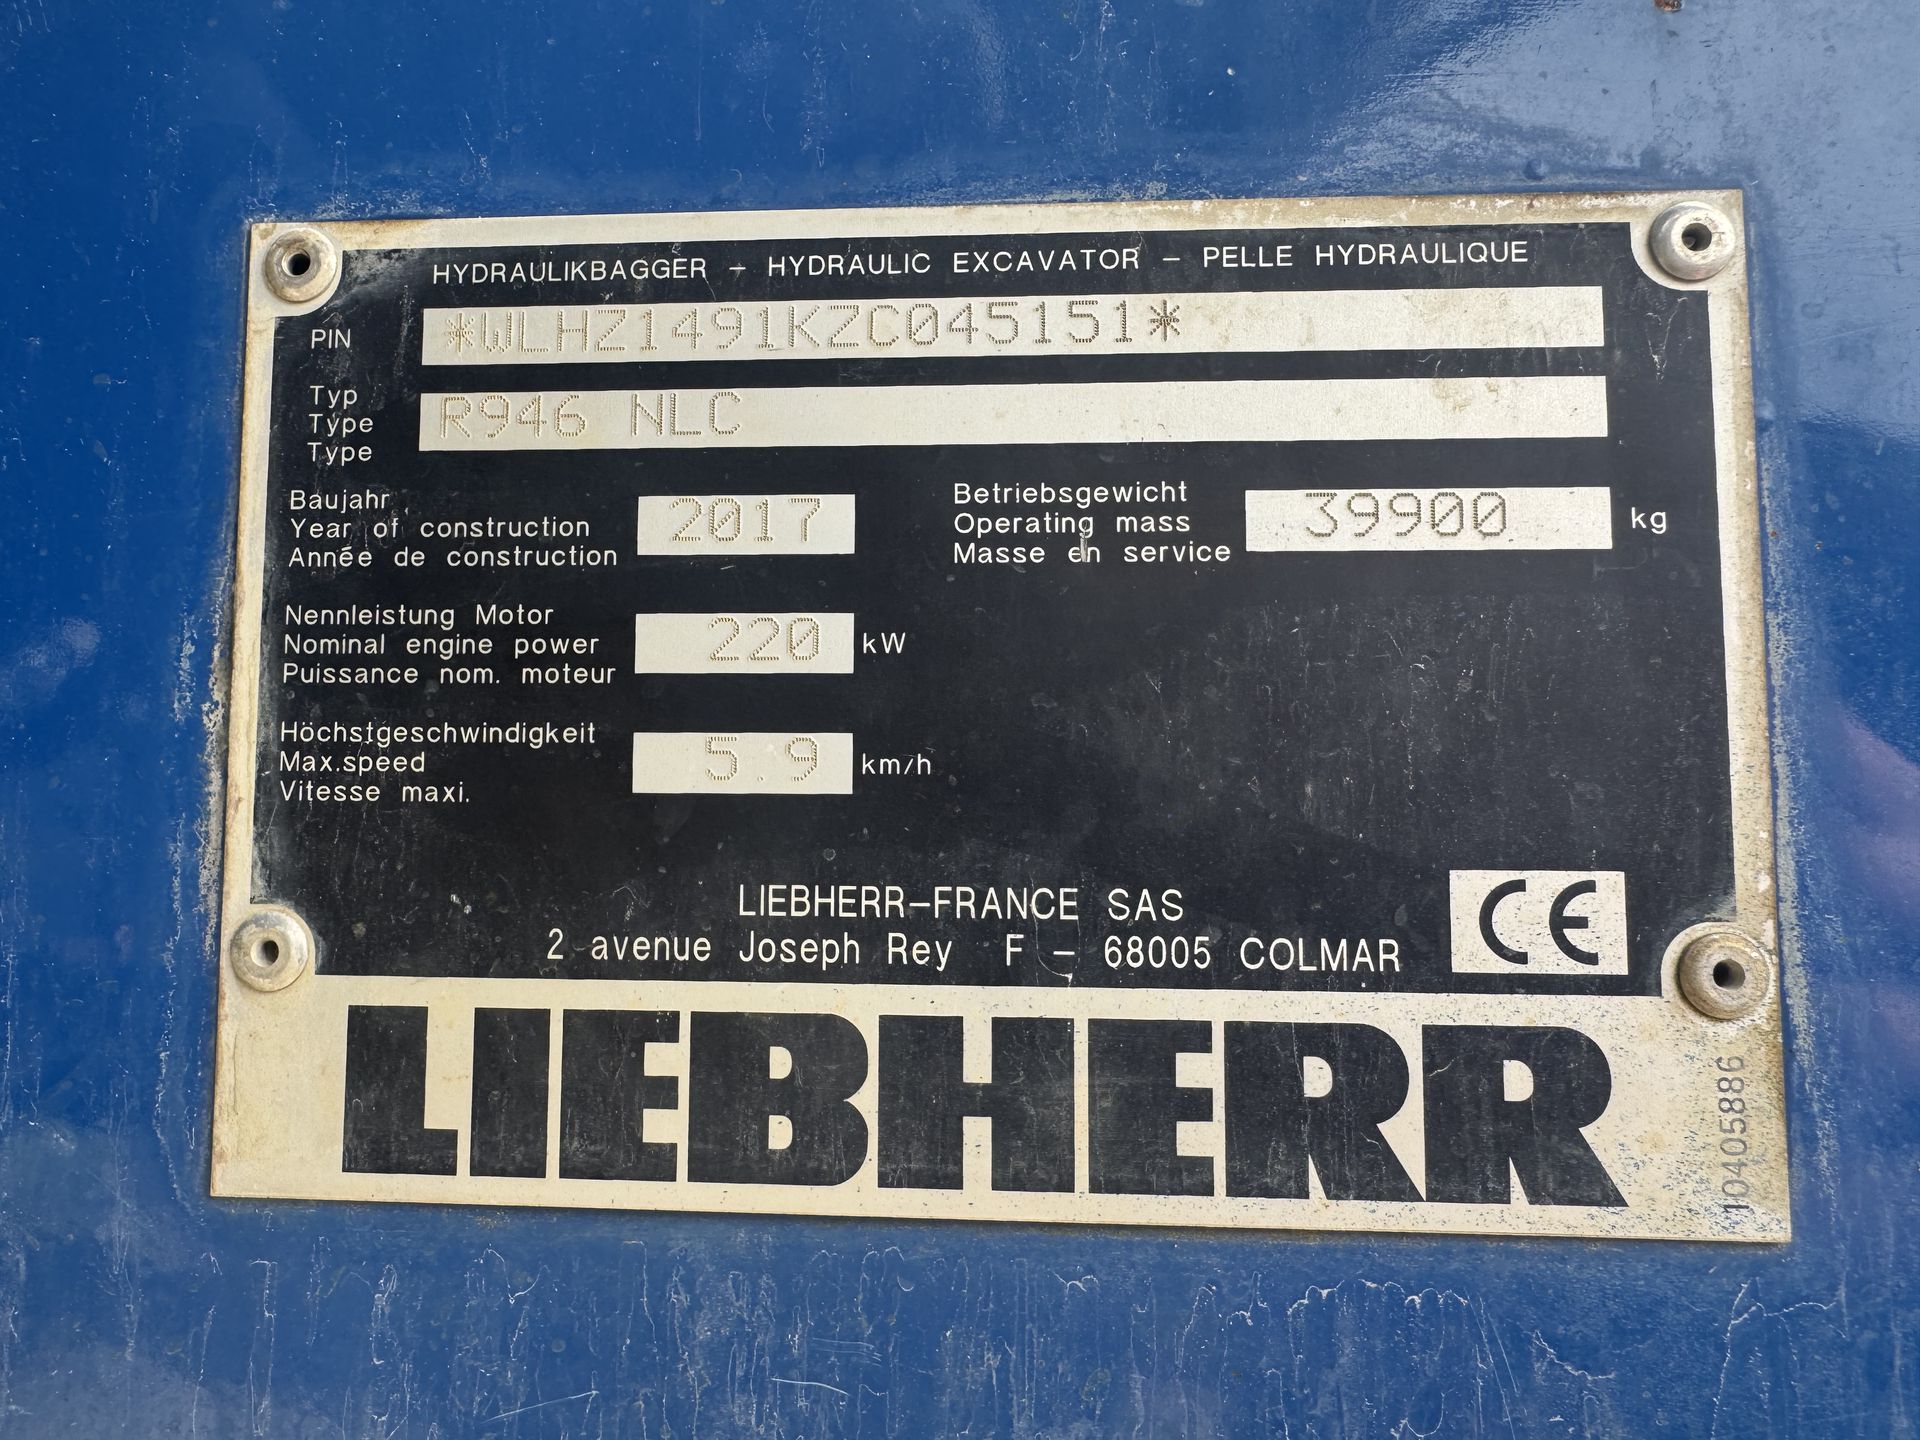 HYDRAULIKBAGGER – HYDRAULIC EXCAVATOR – PELLE HYDRAULIQUE
PIN *WLHZ1491KZC045151*
Typ
Type
Type
R946 NLC
Baujahr
Year of construction
Année de construction
2017
Betriebsgewicht
Operating mass
Masse en service
39900 kg
Nennleistung Motor
Nominal engine power
Puissance nom. moteur
220 kW
Höchstgeschwindigkeit
Max.speed
Vitesse maxi.
5.9 km/h
LIEBHERR–FRANCE SAS
2 avenue Joseph Rey F – 68005 COLMAR
CE
LIEBHERR
10405886